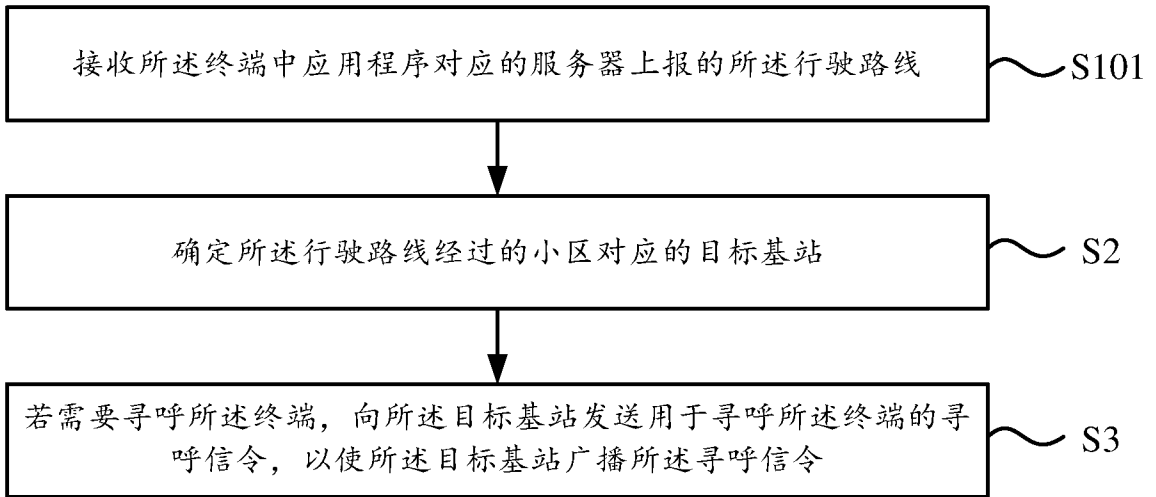 接收所述终端中应用程序对应的服务器上报的所述行驶路线
S101
确定所述行驶路线经过的小区对应的目标基站
S2
若需要寻呼所述终端，向所述目标基站发送用于寻呼所述终端的寻
呼信令，以使所述目标基站广播所述寻呼信令
S3